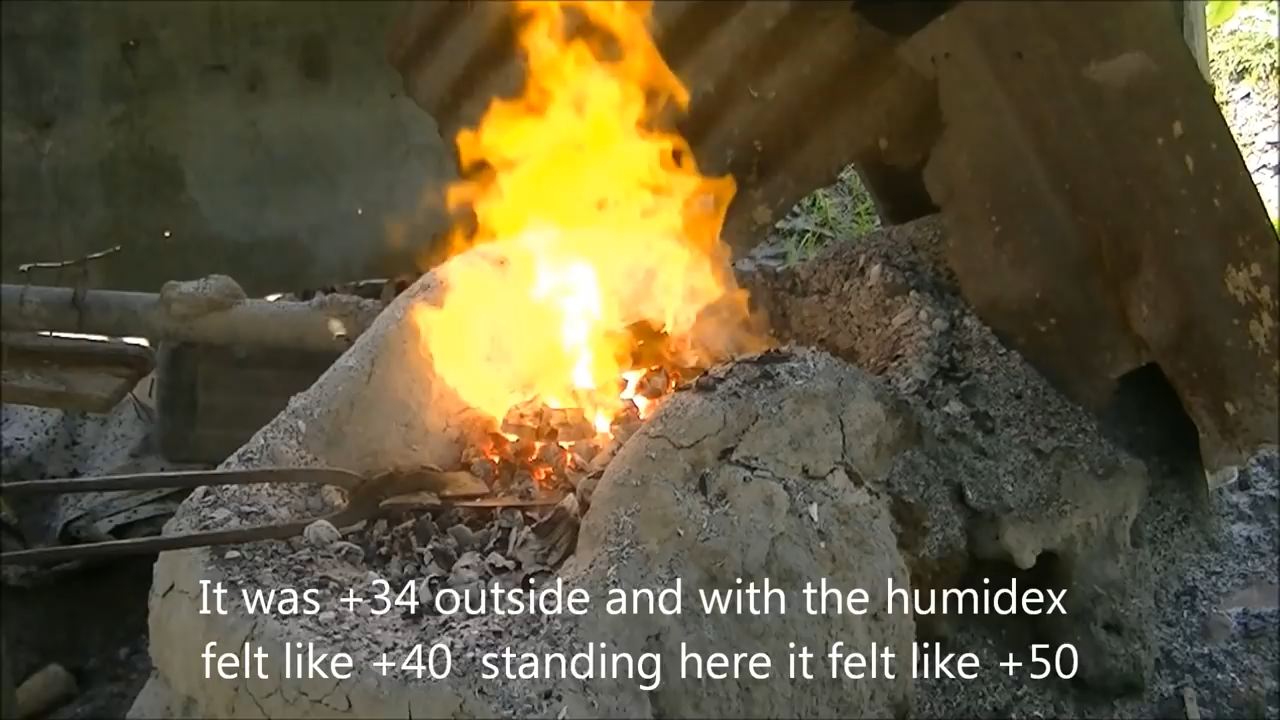 It was +34 outside and with the humidex
felt like +40  standing here it felt like +50